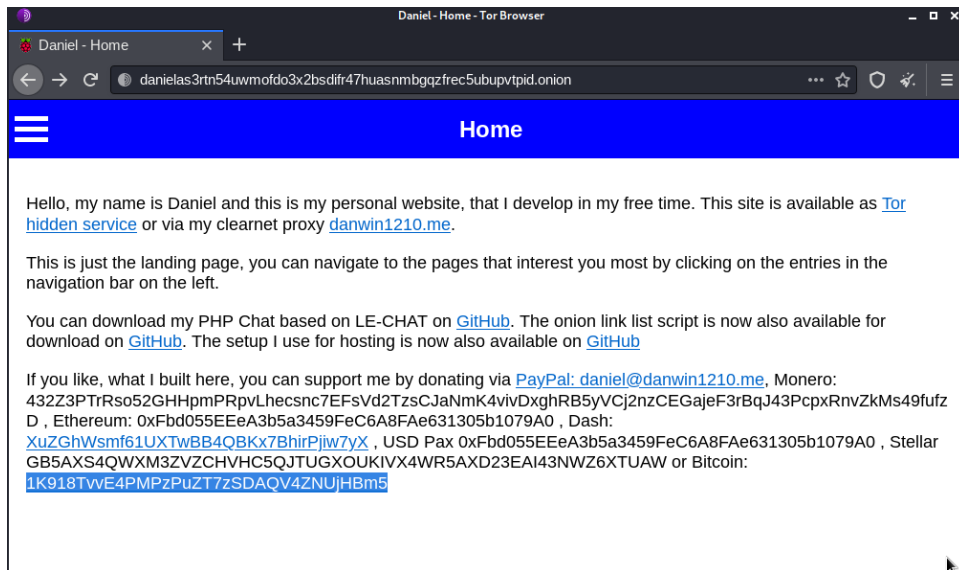 Daniel - Home - Tor Browser
Daniel - Home
danielas3rtn54uwmofdo3x2bsdifr47huasnmbgqzfrec5ubupvtpid.onion
Home
Hello, my name is Daniel and this is my personal website, that I develop in my free time. This site is available as Tor
hidden service or via my clearnet proxy danwin1210.me.
This is just the landing page, you can navigate to the pages that interest you most by clicking on the entries in the
navigation bar on the left.
You can download my PHP Chat based on LE-CHAT on GitHub. The onion link list script is now also available for
download on GitHub. The setup I use for hosting is now also available on GitHub
If you like, what I built here, you can support me by donating via PayPal: daniel@danwin1210.me, Monero:
432Z3PTrRso52GHHpmPRpvLhecsnc7EFsVd2TzsCJaNmK4vivDxghRB5yVCj2nzCEGajeF3rBqJ43PcpxRnvZkMs49fufz
D , Ethereum: 0xFbd055EEeA3b5a3459FeC6A8FAe631305b1079A0 , Dash:
XuZGhWsmf61UXTwBB4QBKx7BhirPjiw7yX , USD Pax 0xFbd055EEeA3b5a3459FeC6A8FAe631305b1079A0 , Stellar
GB5AXS4QWXM3ZVZCHVHC5QJTUGXOUKIVX4WR5AXD23EAI43NWZ6XTUAW or Bitcoin:
1K918TvvE4PMPzPuZT7zSDAQV4ZNUjHBm5